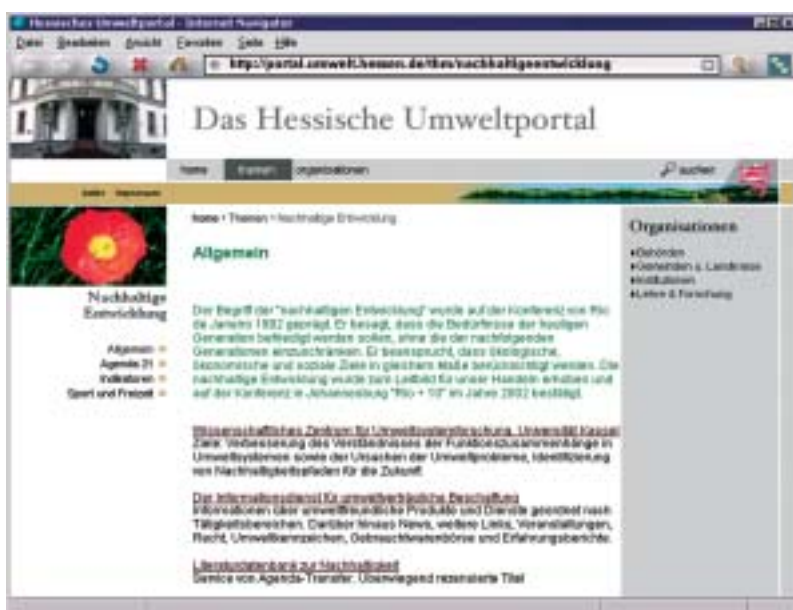 Hessisches Umweltportal - Internet Navigator
Datei Bearbeiten Ansicht Favoriten Seite Hilfe
http://portal.umwelt.hessen.de/thm/nachhaltigeentwicklung
Das Hessische Umweltportal
home themen organisationen suchen
Impressum
home • Themen • Nachhaltige Entwicklung
Allgemein
Der Begriff der "nachhaltigen Entwicklung" wurde auf der Konferenz von Rio
de Janeiro 1992 geprägt. Er besagt, dass die Bedürfnisse der heutigen
Generation befriedigt werden sollen, ohne die der nachfolgenden
Generationen einzuschränken. Er beansprucht, dass ökologische,
ökonomische und soziale Ziele in gleichem Maße berücksichtigt werden. Die
nachhaltige Entwicklung wurde zum Leitbild für unser Handeln erhoben und
auf der Konferenz in Johannesburg "Rio + 10" im Jahre 2002 bestätigt.
Wissenschaftliches Zentrum für Umweltsystemforschung, Universität Kassel
Ziele: Verbesserung des Verständnisses der Funktionszusammenhänge in
Umweltsystemen sowie der Ursachen der Umweltprobleme, Identifizierung
von Nachhaltigkeitspfaden für die Zukunft
Der Informationsdienst für umweltverträgliche Beschaffung
Informationen über umweltfreundliche Produkte und Dienste geordnet nach
Tätigkeitsbereichen. Darüber hinaus News, weitere Links, Veranstaltungen,
Recht, Umweltkennzeichen, Gebrauchtwarenbörse und Erfahrungsberichte.
Literaturdatenbank zur Nachhaltigkeit
Service von Agenda-Transfer. Überwiegend rezensierte Titel
Nachhaltige
Entwicklung
Allgemein
Agenda 21
Indikatoren
Sport und Freizeit
Organisationen
Behörden
Gemeinden u. Landkreise
Institutionen
Lehre & Forschung